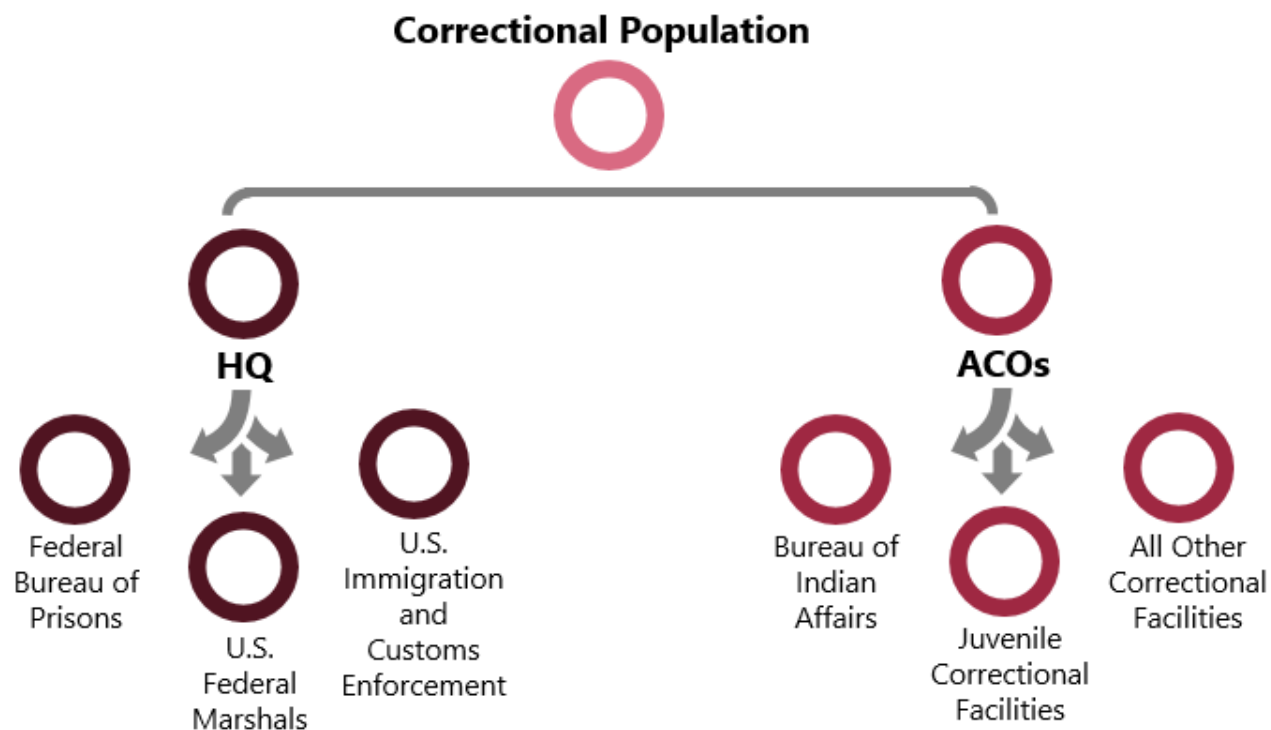 Correctional Population
HQ
ACOs
Federal
Bureau of
Prisons
U.S.
Federal
Marshals
U.S.
Immigration
and
Customs
Enforcement
Bureau of
Indian
Affairs
Juvenile
Correctional
Facilities
All Other
Correctional
Facilities